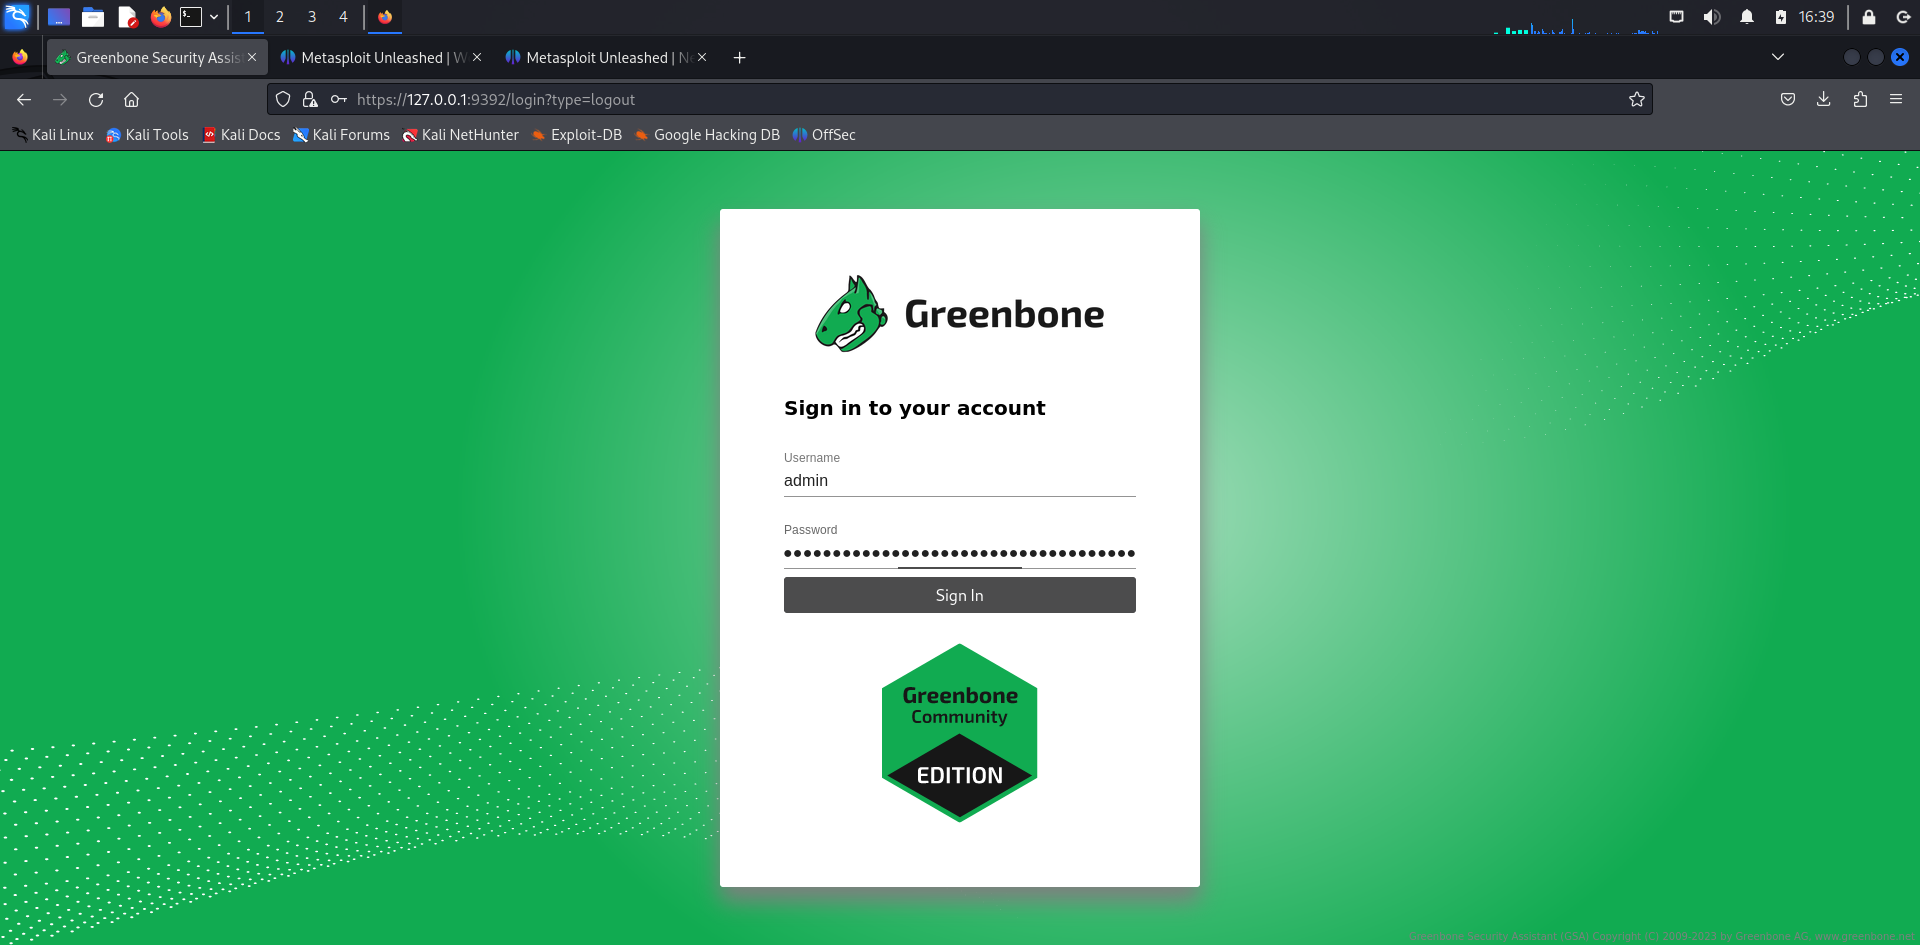 1 2 3 4 16:39
Greenbone Security Assis Metasploit Unleashed | W Metasploit Unleashed | Ne
https://127.0.0.1:9392/login?type=logout
Kali Linux Kali Tools Kali Docs Kali Forums Kali NetHunter Exploit-DB Google Hacking DB OffSec
Greenbone
Sign in to your account
Username
admin
Password
Sign In
Greenbone
Community
EDITION
Greenbone Security Assistant (GSA) Copyright (C) 2009-2023 by Greenbone AG, www.greenbone.net